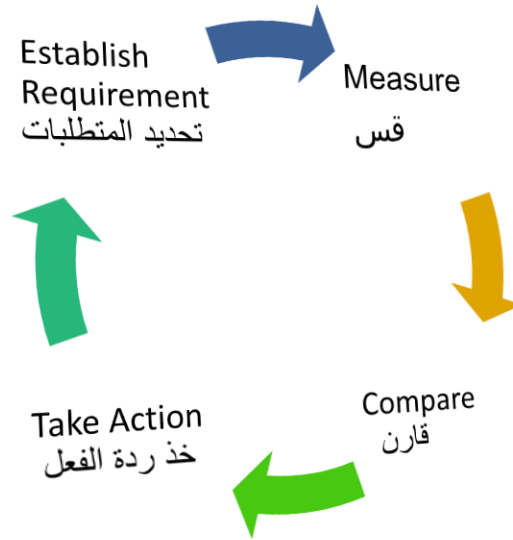 Establish
Requirement
تحديد المتطلبات
Measure
قس
Compare
قارن
Take Action
خذ ردة الفعل